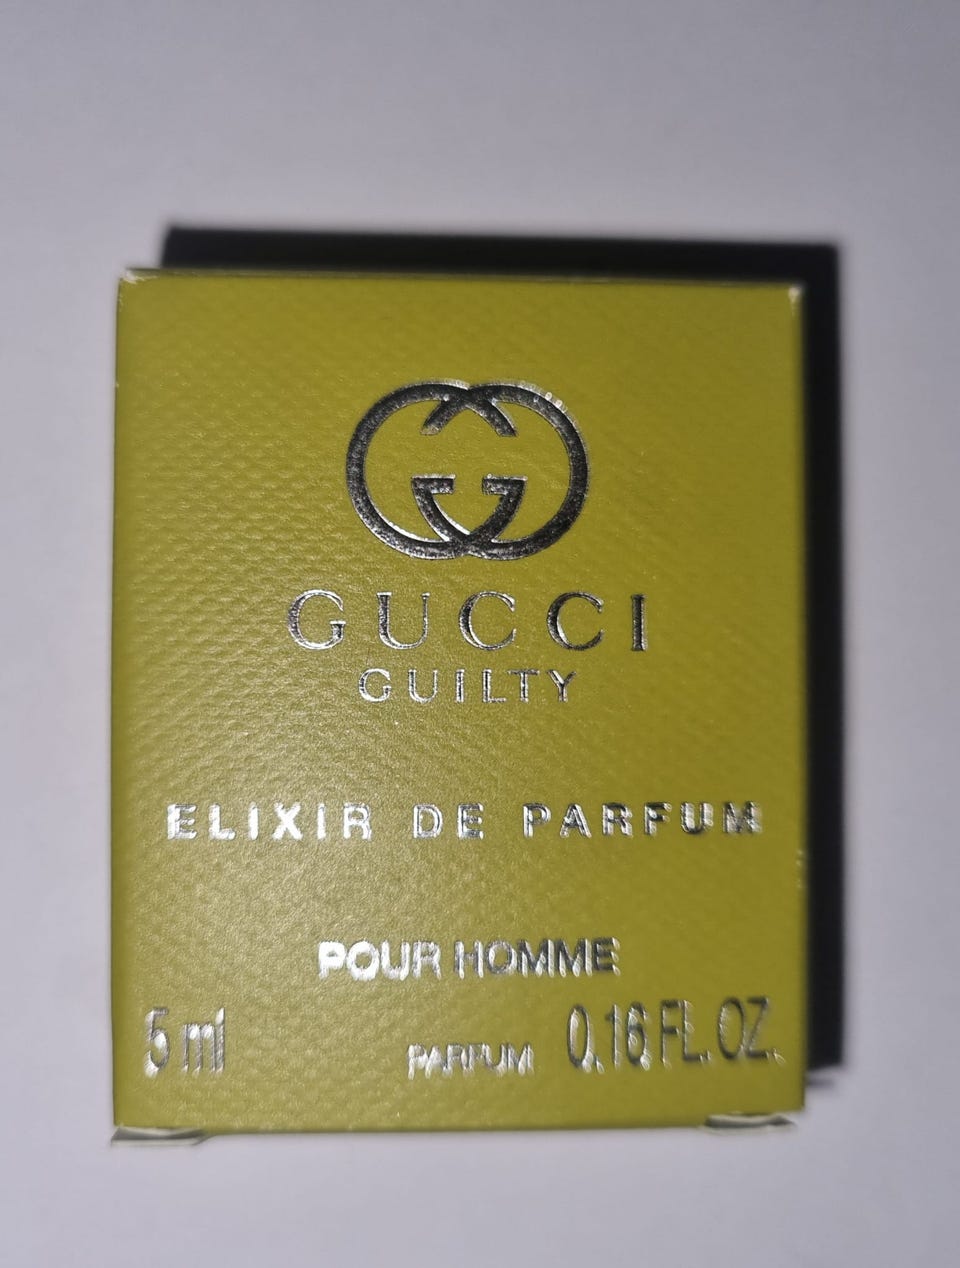 GUCCI
GUILTY
ELIXIR DE PARFUM
POUR HOMME
5 ml PARFUM 0.16 FL. OZ.